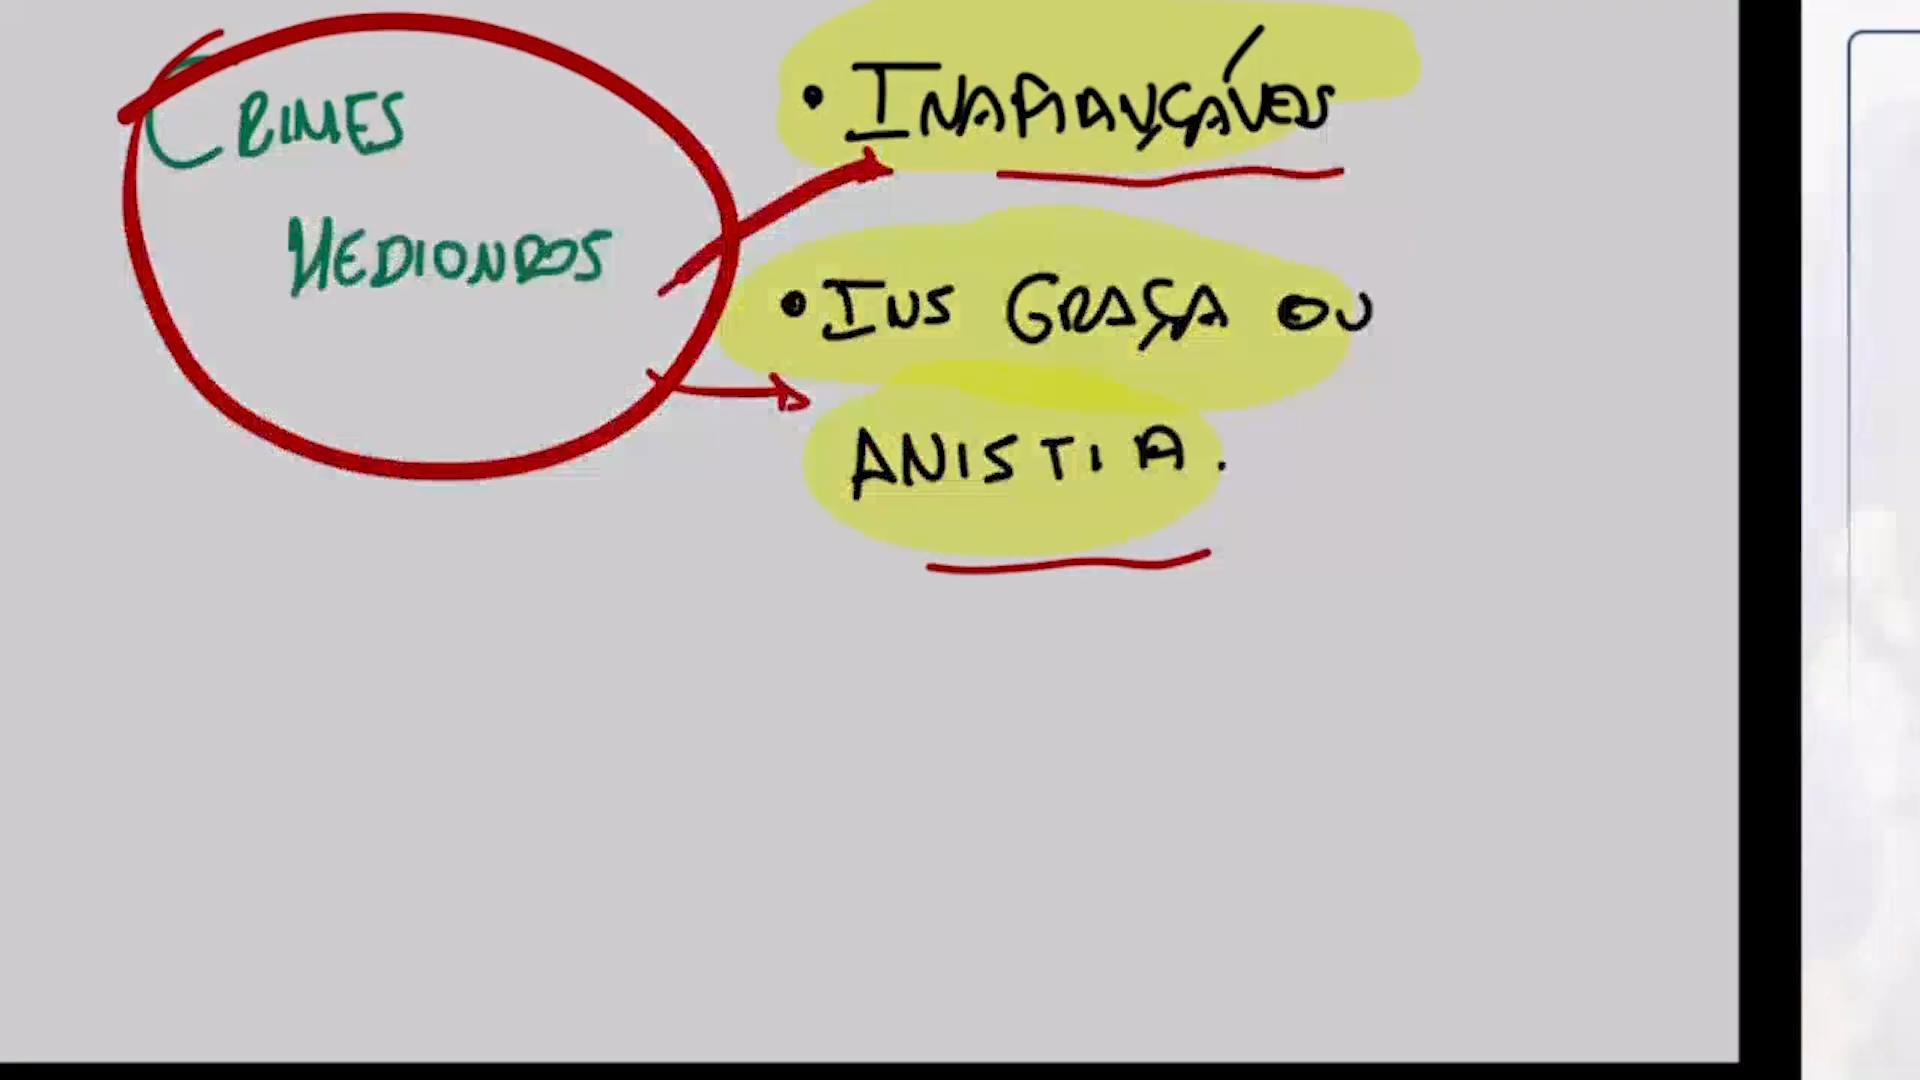 CRIMES
HEDIONDOS
• INAFIANÇÁVEIS
• INS GRAÇA OU
ANISTIA.